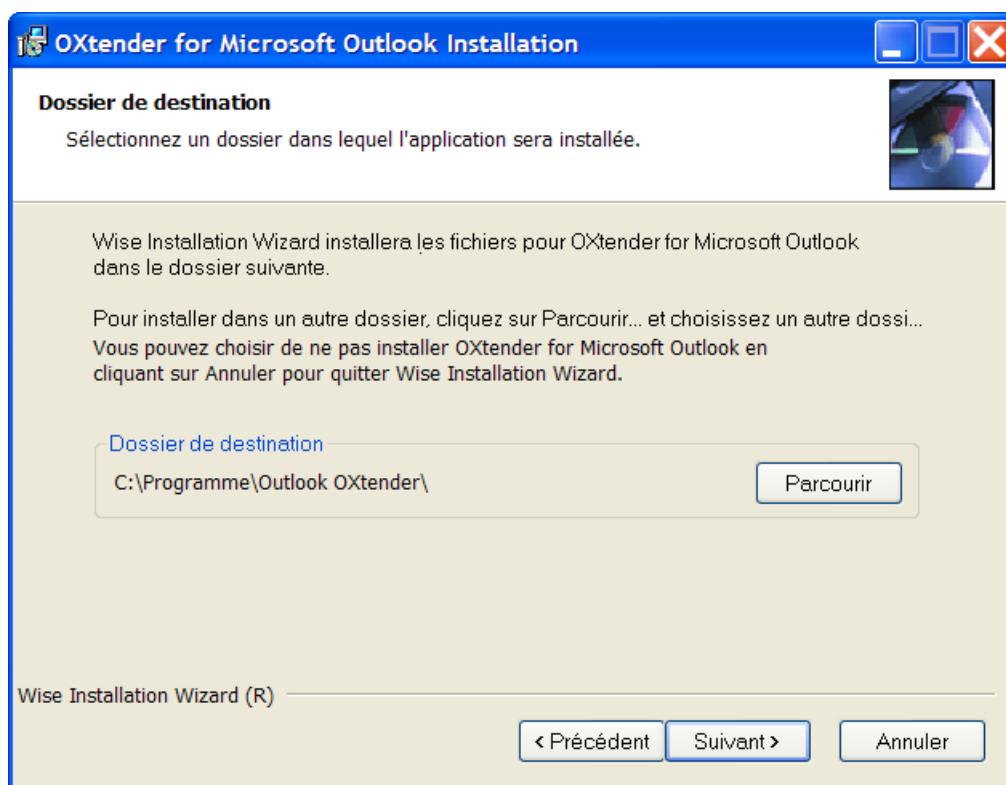 OXtender for Microsoft Outlook Installation
Dossier de destination
Sélectionnez un dossier dans lequel l'application sera installée.
Wise Installation Wizard installera les fichiers pour OXtender for Microsoft Outlook
dans le dossier suivante.
Pour installer dans un autre dossier, cliquez sur Parcourir... et choisissez un autre dossi...
Vous pouvez choisir de ne pas installer OXtender for Microsoft Outlook en
cliquant sur Annuler pour quitter Wise Installation Wizard.
Dossier de destination
C:\Programme\Outlook OXtender\
Parcourir
Wise Installation Wizard (R)
< Précédent
Suivant >
Annuler